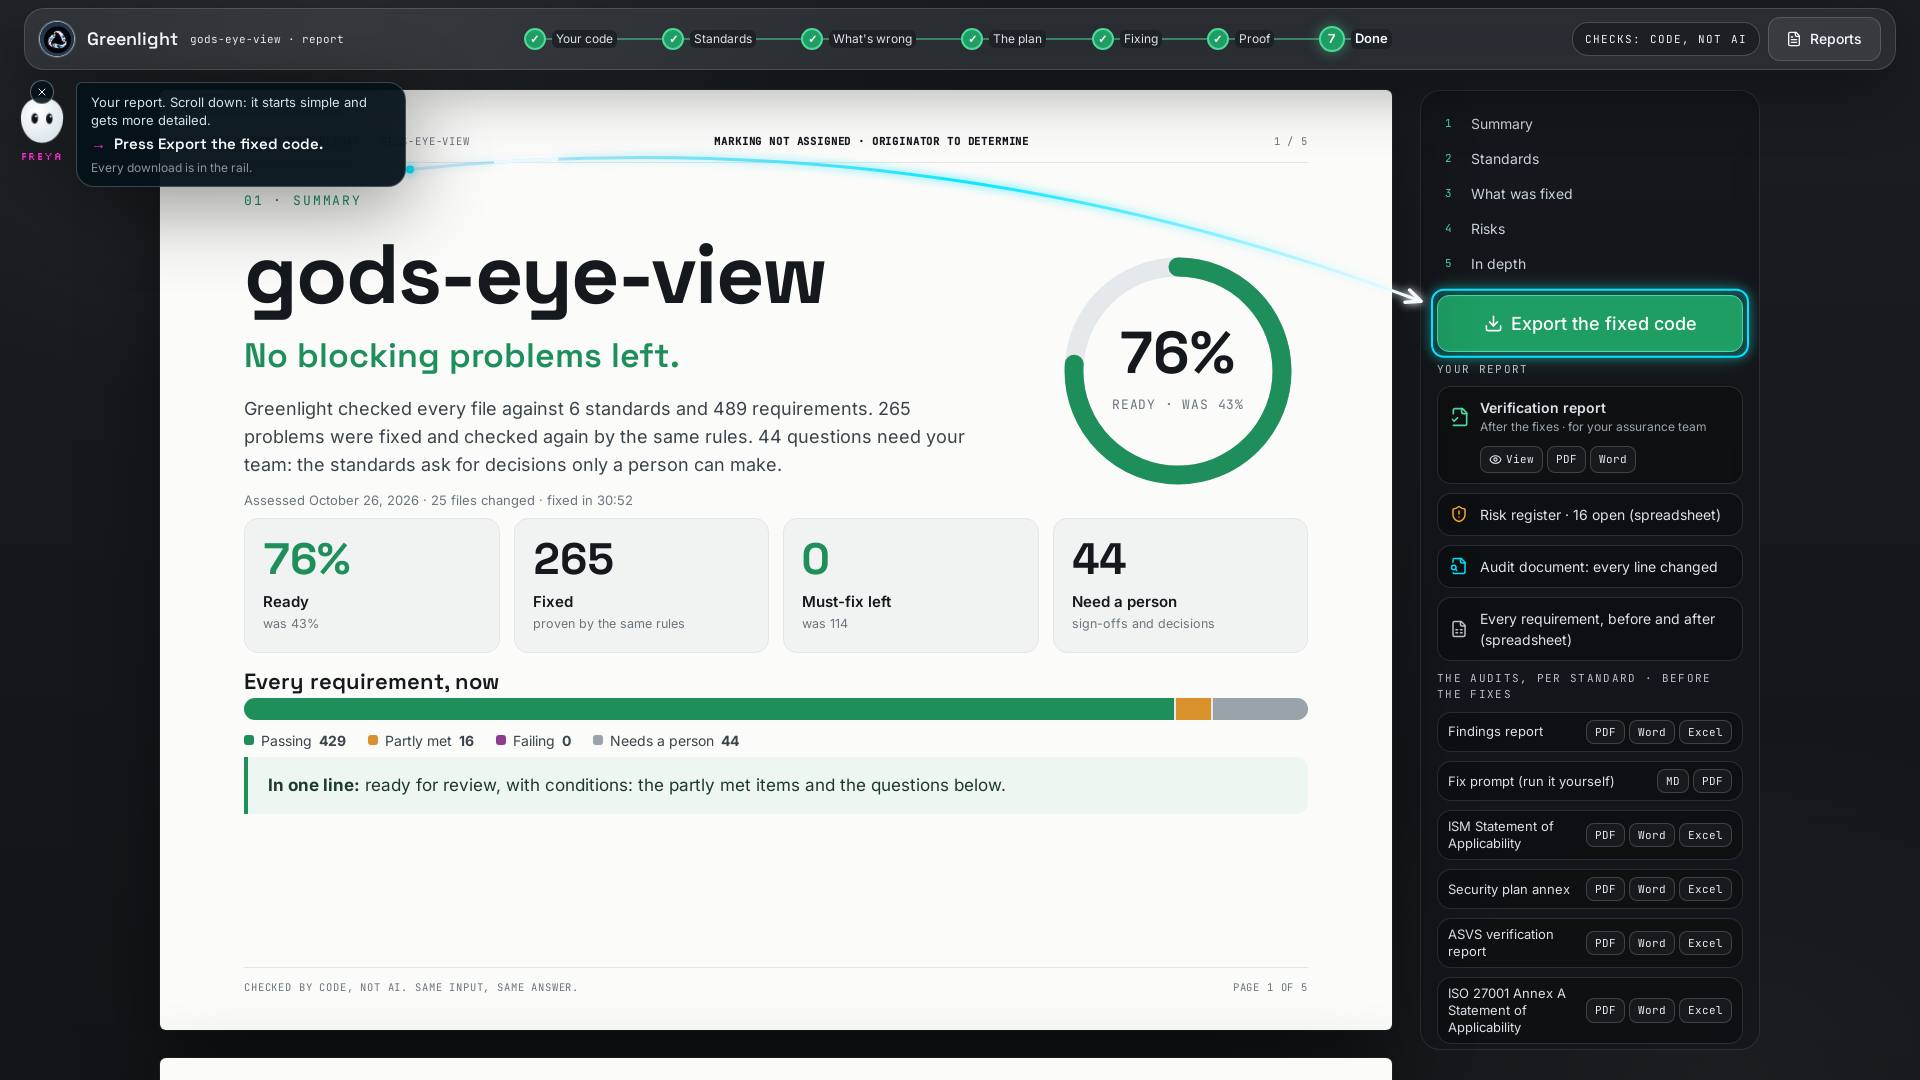 Greenlight gods-eye-view · report
✓ Your code ✓ Standards ✓ What's wrong ✓ The plan ✓ Fixing ✓ Proof 7 Done
CHECKS: CODE, NOT AI
Reports
Your report. Scroll down: it starts simple and
gets more detailed.
→ Press Export the fixed code.
Every download is in the rail.
FREYA
-EYE-VIEW
MARKING NOT ASSIGNED · ORIGINATOR TO DETERMINE
1 / 5
01 · SUMMARY
gods-eye-view
No blocking problems left.
Greenlight checked every file against 6 standards and 489 requirements. 265
problems were fixed and checked again by the same rules. 44 questions need your
team: the standards ask for decisions only a person can make.
Assessed October 26, 2026 · 25 files changed · fixed in 30:52
76%
READY · WAS 43%
76%
Ready
was 43%
265
Fixed
proven by the same rules
0
Must-fix left
was 114
44
Need a person
sign-offs and decisions
Every requirement, now
Passing 429 Partly met 16 Failing 0 Needs a person 44
In one line: ready for review, with conditions: the partly met items and the questions below.
CHECKED BY CODE, NOT AI. SAME INPUT, SAME ANSWER.
PAGE 1 OF 5
1 Summary
2 Standards
3 What was fixed
4 Risks
5 In depth
Export the fixed code
YOUR REPORT
Verification report
After the fixes · for your assurance team
View PDF Word
Risk register · 16 open (spreadsheet)
Audit document: every line changed
Every requirement, before and after
(spreadsheet)
THE AUDITS, PER STANDARD · BEFORE
THE FIXES
Findings report PDF Word Excel
Fix prompt (run it yourself) MD PDF
ISM Statement of
Applicability
PDF Word Excel
Security plan annex PDF Word Excel
ASVS verification
report
PDF Word Excel
ISO 27001 Annex A
Statement of
Applicability
PDF Word Excel